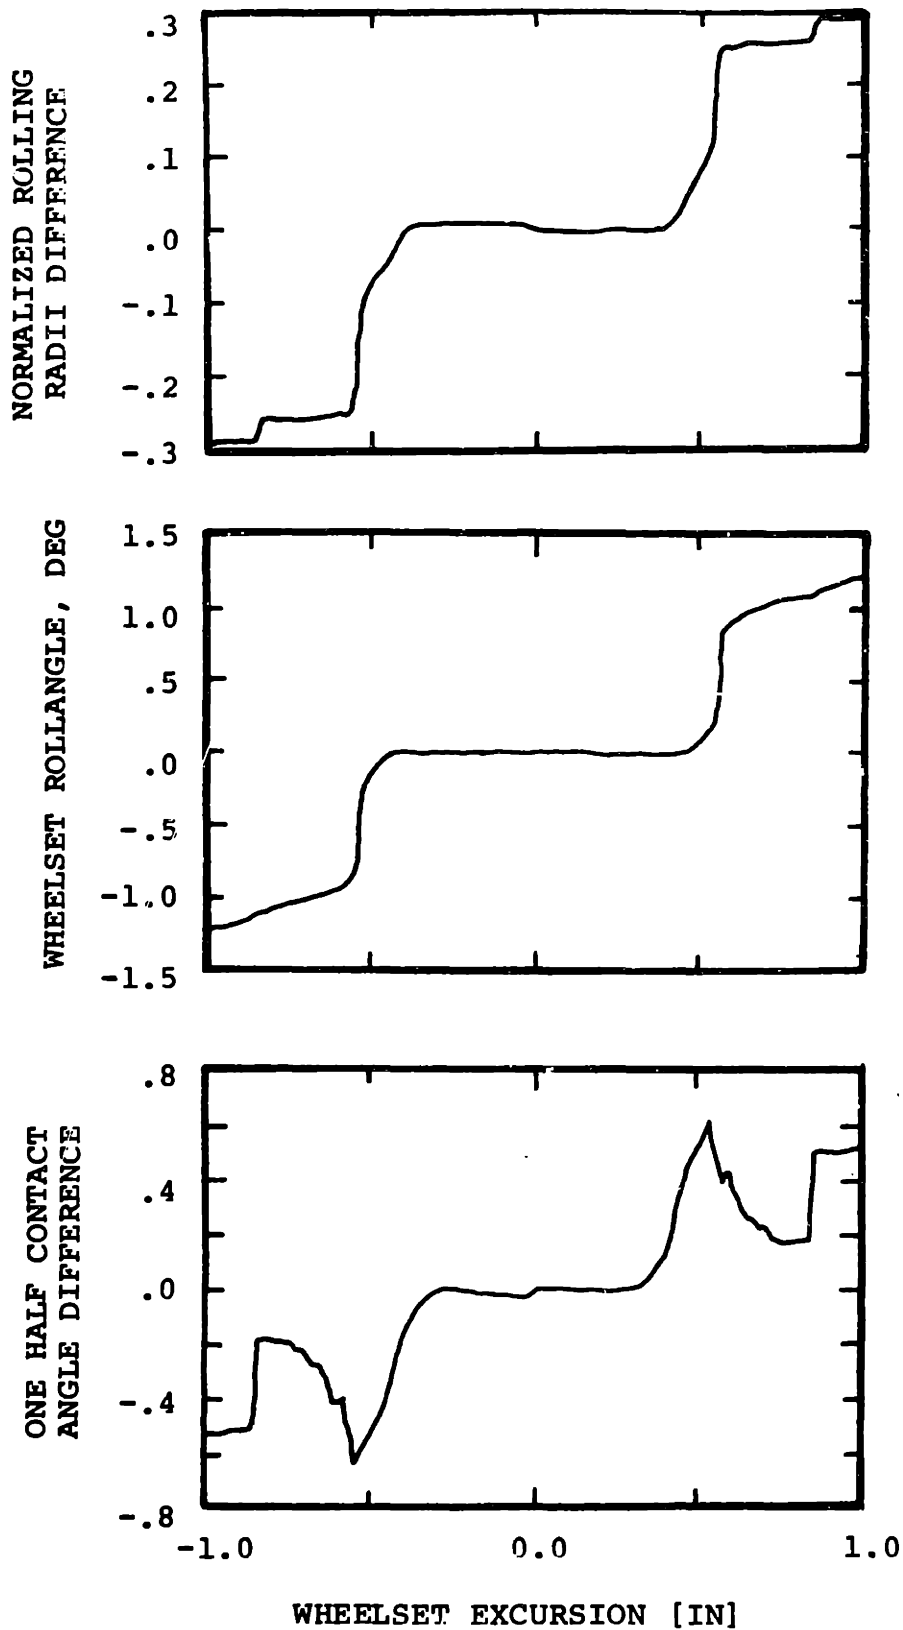 NORMALIZED ROLLING
RADII DIFFERENCE
.3
.2
.1
.0
-.1
-.2
-.3
WHEELSET ROLLANGLE, DEG
1.5
1.0
.5
.0
-.5
-1.0
-1.5
ONE HALF CONTACT
ANGLE DIFFERENCE
.8
.4
.0
-.4
-.8
-1.0 0.0 1.0
WHEELSET EXCURSION [IN]